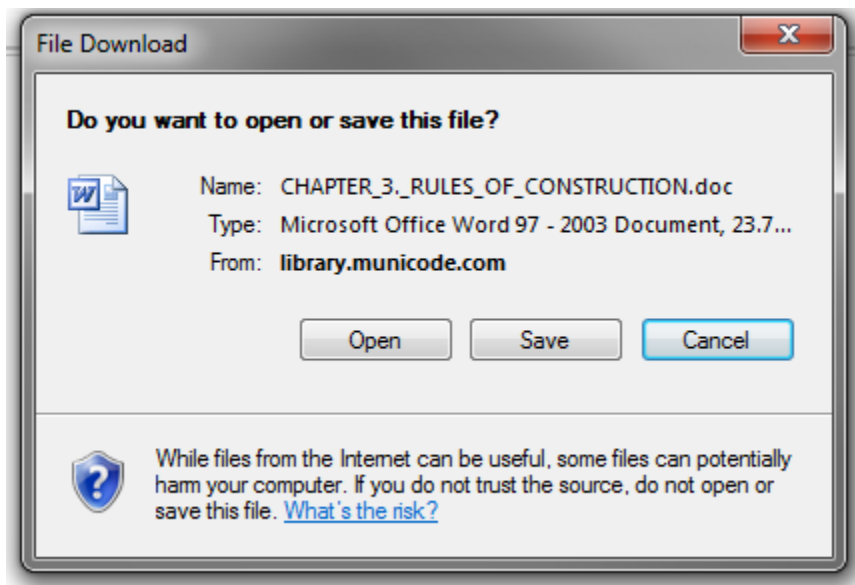 File Download
Do you want to open or save this file?
Name: CHAPTER_3._RULES_OF_CONSTRUCTION.doc
Type: Microsoft Office Word 97 - 2003 Document, 23.7...
From: library.municode.com
Open Save Cancel
While files from the Internet can be useful, some files can potentially
harm your computer. If you do not trust the source, do not open or
save this file. What's the risk?